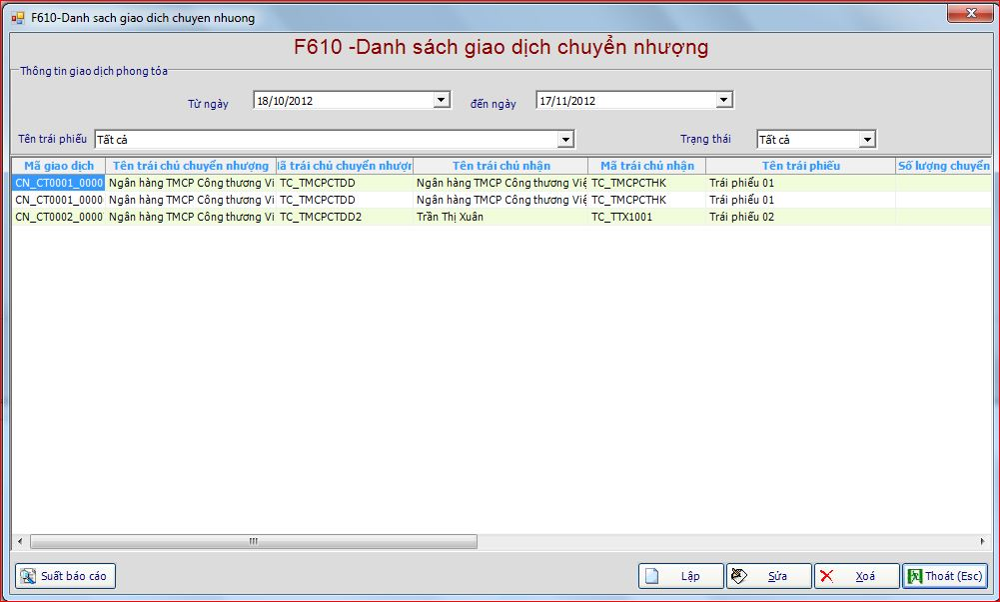 F610-Danh sach giao dich chuyen nhuong
F610 -Danh sách giao dịch chuyển nhượng
Thông tin giao dịch phong tỏa
Từ ngày 18/10/2012 đến ngày 17/11/2012
Tên trái phiếu Tất cả Trạng thái Tất cả
Mã giao dịch Tên trái chủ chuyển nhượng trái chủ chuyển Tên trái chủ nhận Mã trái chủ nhận Tên trái phiếu Số lượng chuyển
CN_CT0001_0000 Ngân hàng TMCP Công thương Vi TC_TMCPCTDD Ngân hàng TMCP Công thương Việ TC_TMCPCTHK Trái phiếu 01
CN_CT0001_0000 Ngân hàng TMCP Công thương Vi TC_TMCPCTDD Ngân hàng TMCP Công thương Việ TC_TMCPCTHK Trái phiếu 01
CN_CT0002_0000 Ngân hàng TMCP Công thương Vi TC_TMCPCTDD2 Trần Thị Xuân TC_TTX1001 Trái phiếu 02
Suất báo cáo Lập Sửa Xoá Thoát (Esc)